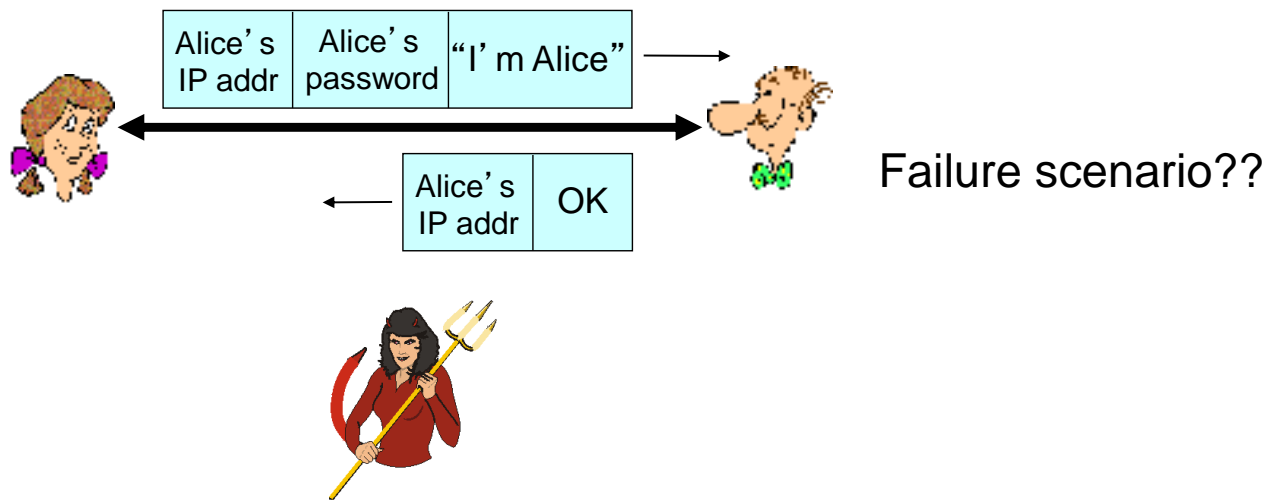 Alice’s
IP addr
Alice’s
password
“I’m Alice”
Failure scenario??
Alice’s
IP addr
OK